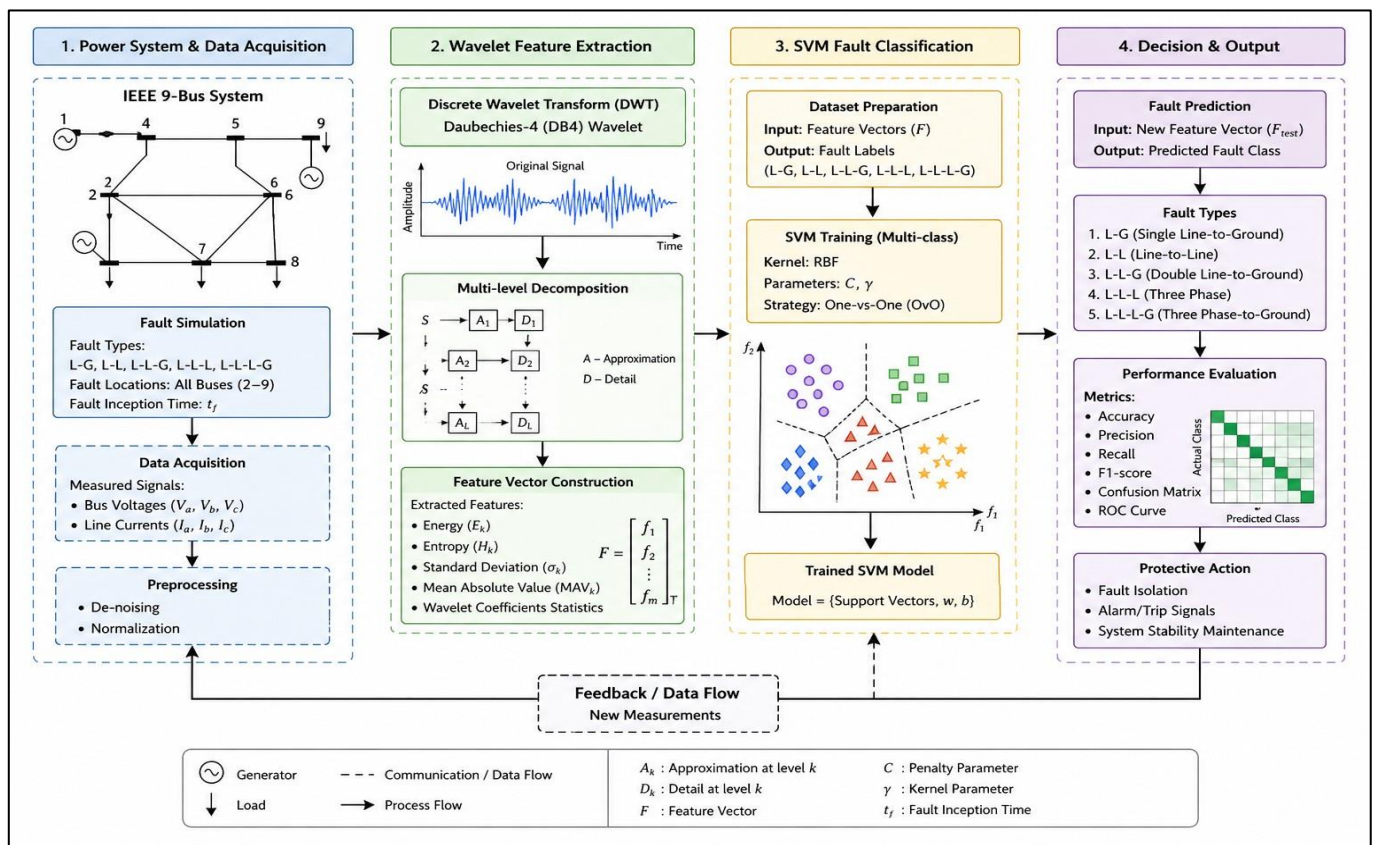 1. Power System & Data Acquisition
IEEE 9-Bus System
1
4
5
9
2
2
6
7
8
Fault Simulation
Fault Types:
L-G, L-L, L-L-G, L-L-L, L-L-L-G
Fault Locations: All Buses (2–9)
Fault Inception Time: t_f
Data Acquisition
Measured Signals:
• Bus Voltages (V_a, V_b, V_c)
• Line Currents (I_a, I_b, I_c)
Preprocessing
• De-noising
• Normalization
2. Wavelet Feature Extraction
Discrete Wavelet Transform (DWT)
Daubechies-4 (DB4) Wavelet
Original Signal
Amplitude
Time
Multi-level Decomposition
S
A_1
D_1
A_2
D_2
A – Approximation
D – Detail
S
A_L
D_L
Feature Vector Construction
Extracted Features:
• Energy (E_k)
• Entropy (H_k)
• Standard Deviation (σ_k)
• Mean Absolute Value (MAV_k)
• Wavelet Coefficients Statistics
F =
f_1
f_2
⋮
f_m
T
3. SVM Fault Classification
Dataset Preparation
Input: Feature Vectors (F)
Output: Fault Labels
(L-G, L-L, L-L-G, L-L-L, L-L-L-G)
SVM Training (Multi-class)
Kernel: RBF
Parameters: C, γ
Strategy: One-vs-One (OvO)
f_2
f_1
f_1
Trained SVM Model
Model = {Support Vectors, w, b}
4. Decision & Output
Fault Prediction
Input: New Feature Vector (F_test)
Output: Predicted Fault Class
Fault Types
1. L-G (Single Line-to-Ground)
2. L-L (Line-to-Line)
3. L-L-G (Double Line-to-Ground)
4. L-L-L (Three Phase)
5. L-L-L-G (Three Phase-to-Ground)
Performance Evaluation
Metrics:
• Accuracy
• Precision
• Recall
• F1-score
• Confusion Matrix
• ROC Curve
Actual Class
Predicted Class
Protective Action
• Fault Isolation
• Alarm/Trip Signals
• System Stability Maintenance
Feedback / Data Flow
New Measurements
Generator
Communication / Data Flow
Load
Process Flow
A_k : Approximation at level k
D_k : Detail at level k
F : Feature Vector
C : Penalty Parameter
γ : Kernel Parameter
t_f : Fault Inception Time